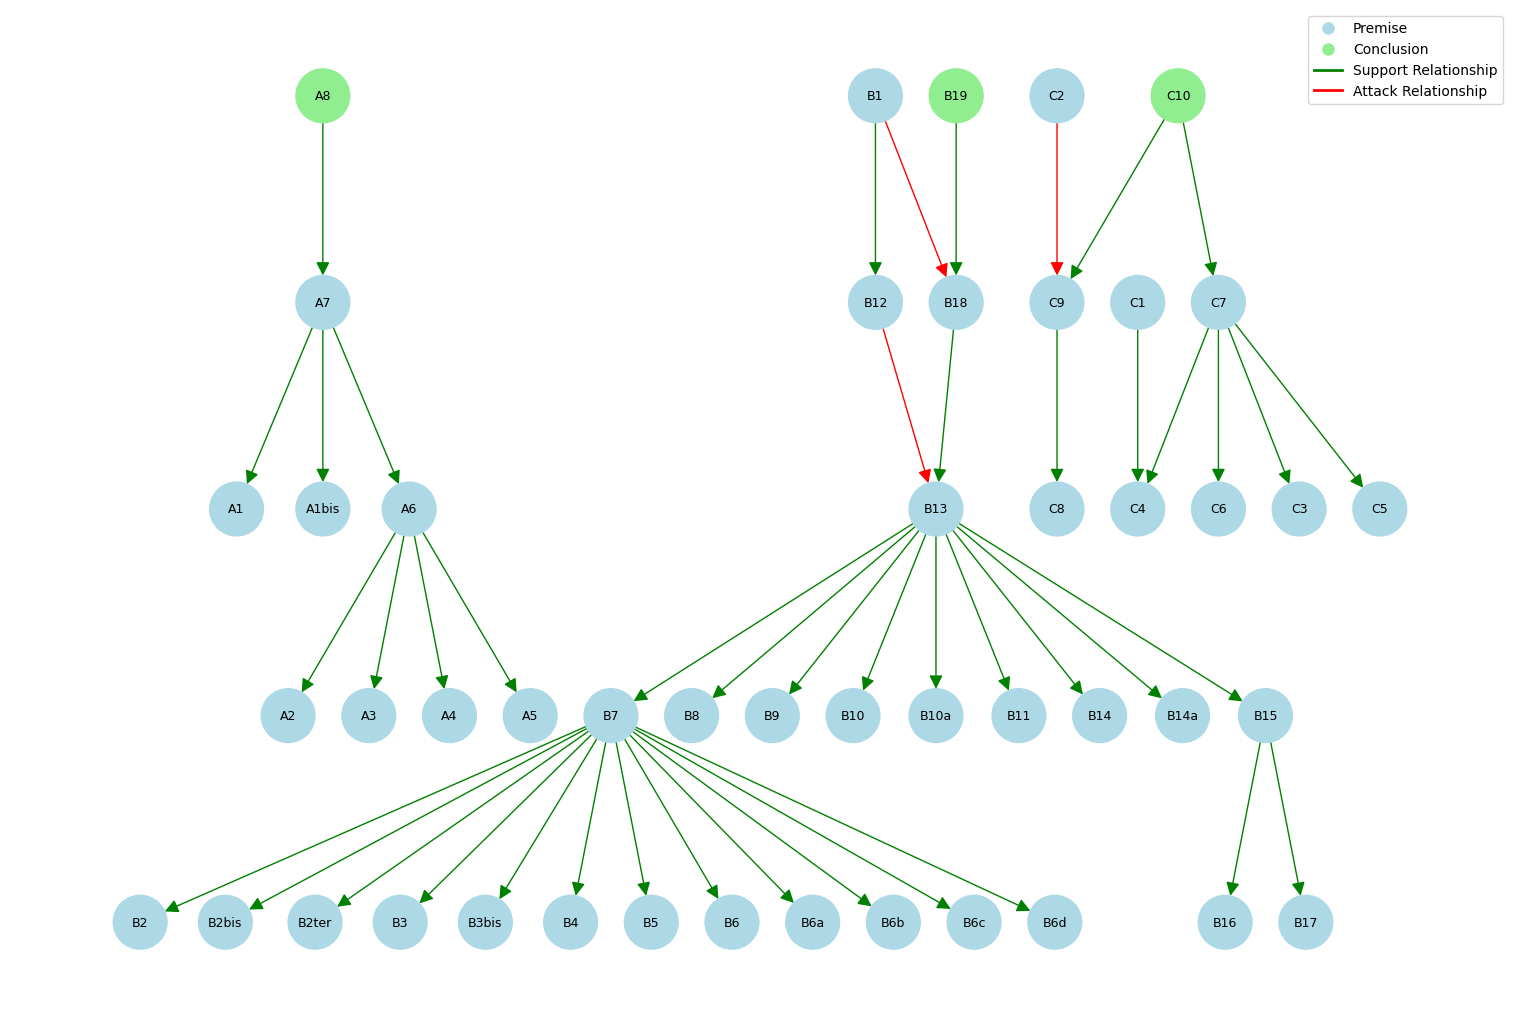 Premise
Conclusion
Support Relationship
Attack Relationship
A8
B1
B19
C2
C10
A7
B12
B18
C9
C1
C7
A1
A1bis
A6
B13
C8
C4
C6
C3
C5
A2
A3
A4
A5
B7
B8
B9
B10
B10a
B11
B14
B14a
B15
B2
B2bis
B2ter
B3
B3bis
B4
B5
B6
B6a
B6b
B6c
B6d
B16
B17